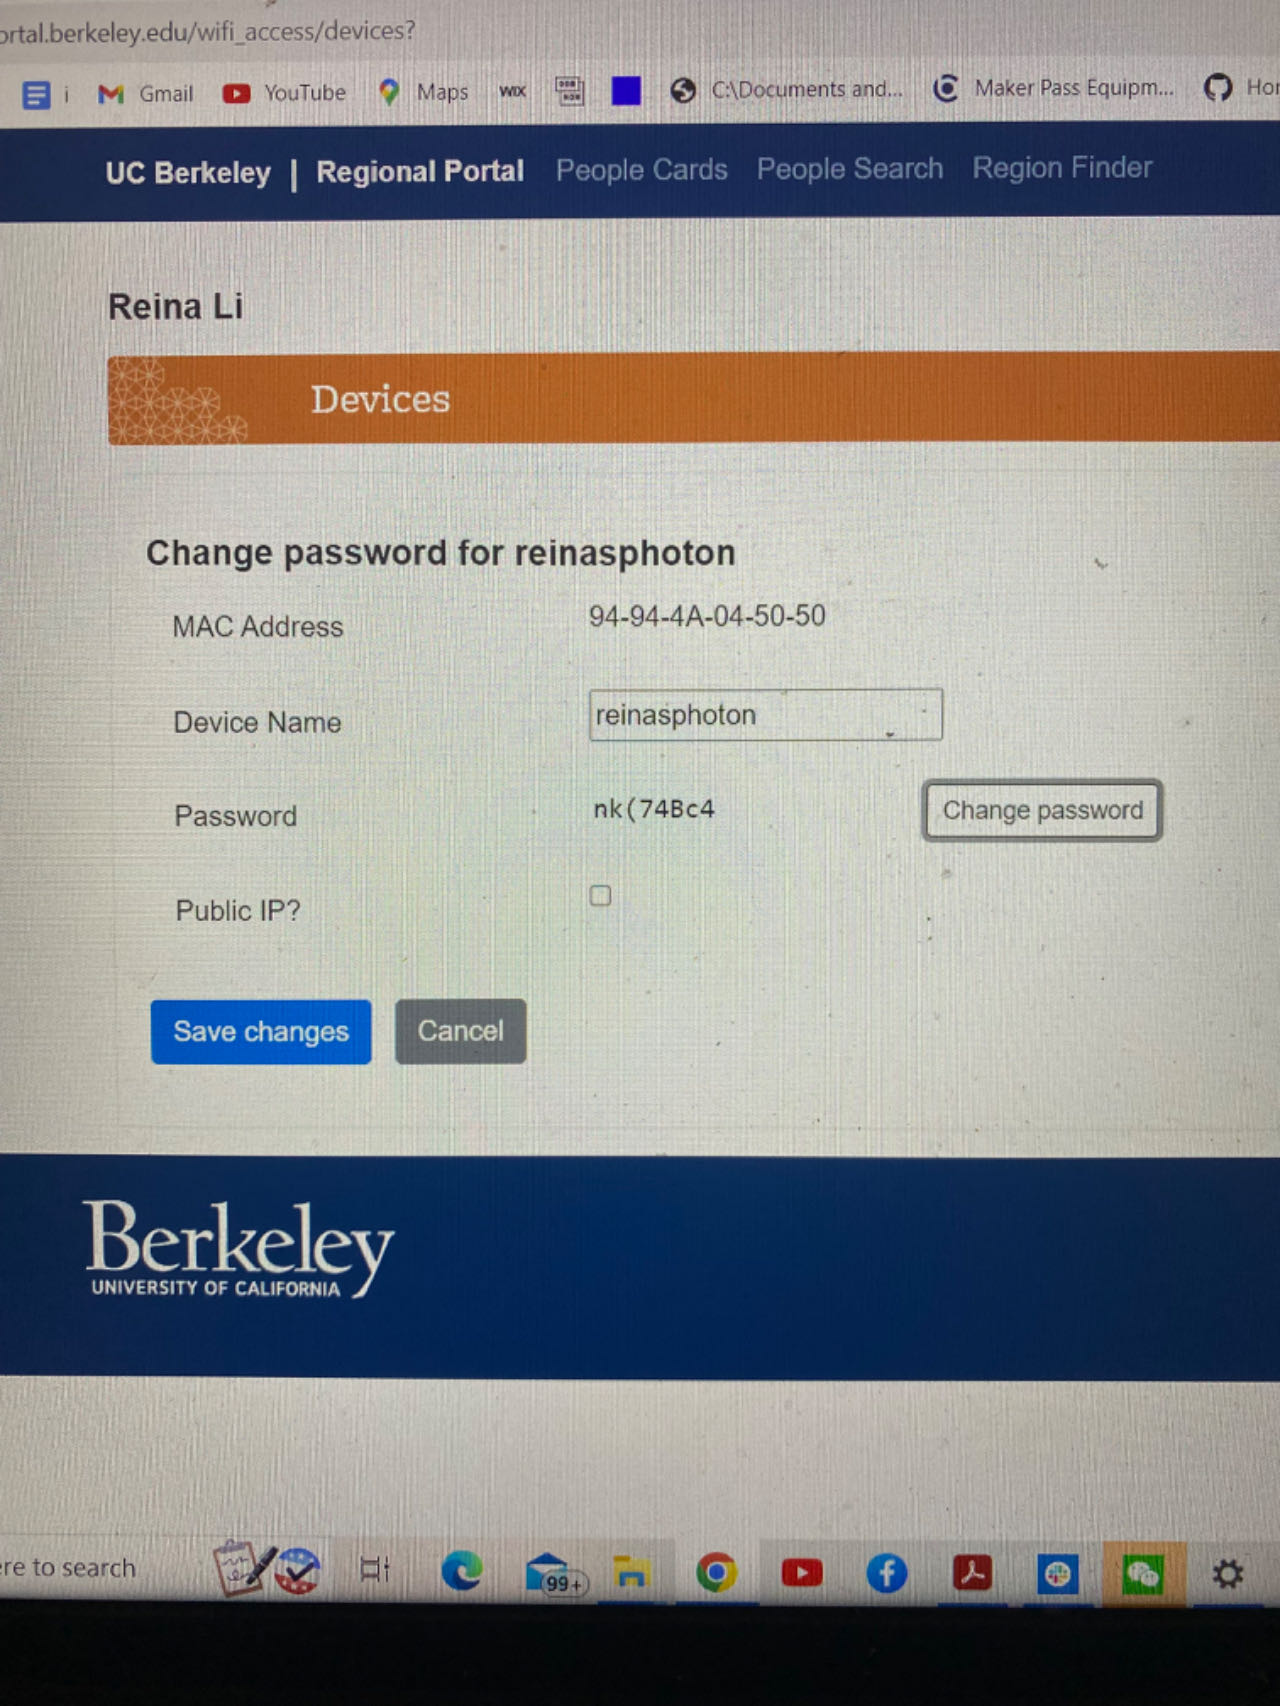 ortal.berkeley.edu/wifi_access/devices?
i Gmail YouTube Maps WIX C:\Documents and... Maker Pass Equipm... Hor
UC Berkeley | Regional Portal People Cards People Search Region Finder
Reina Li
Devices
Change password for reinasphoton
MAC Address 94-94-4A-04-50-50
Device Name reinasphoton
Password nk(74Bc4 Change password
Public IP?
Save changes Cancel
Berkeley
UNIVERSITY OF CALIFORNIA
ere to search 99+